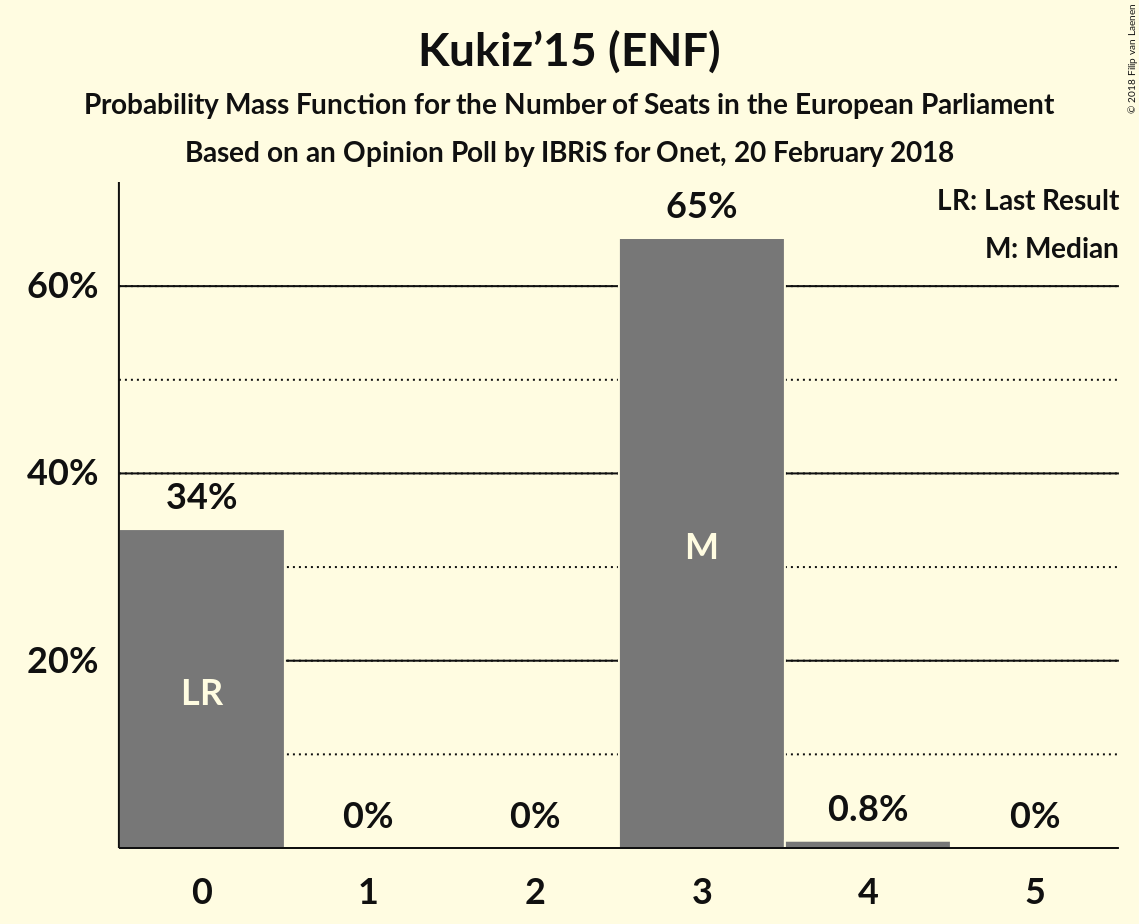 Kukiz’15 (ENF)
Probability Mass Function for the Number of Seats in the European Parliament
Based on an Opinion Poll by IBRiS for Onet, 20 February 2018
© 2018 Filip van Laenen
LR: Last Result
M: Median
65%
60%
40%
34%
M
20%
LR
0%
0%
0.8%
0%
0
1
2
3
4
5